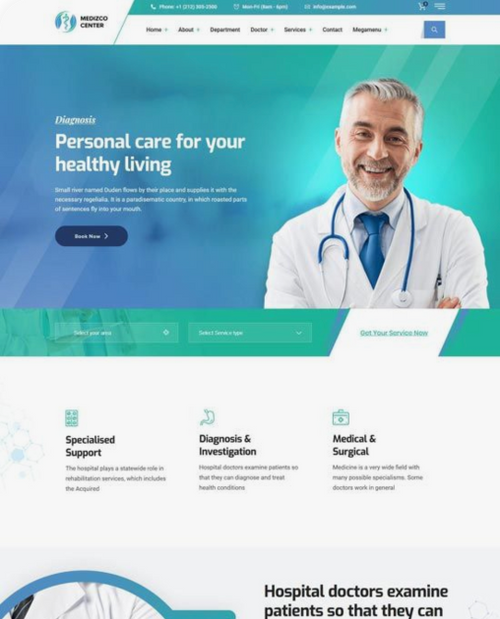 Phone: +1 (212) 255-2200
Mon-Fri (8am - 6pm)
info@example.com
0
MEDIZCO
CENTER
Home +
About +
Department
Doctor +
Services +
Contact
Megamenu +
Diagnosis
Personal care for your
healthy living
Small river named Duden flows by their place and supplies it with the
necessary regelialia. It is a paradisematic country, in which roasted parts
of sentences fly into your mouth.
Book Now
Select your area
Select Service type
Get Your Service Now
Specialised
Support
The hospital plays a statewide role in
rehabilitation services, which includes
the Acquired
Diagnosis &
Investigation
Hospital doctors examine patients so
that they can diagnose and treat
health conditions
Medical &
Surgical
Medicine is a very wide field with
many possible specialisms. Some
doctors work in general
Hospital doctors examine
patients so that they can